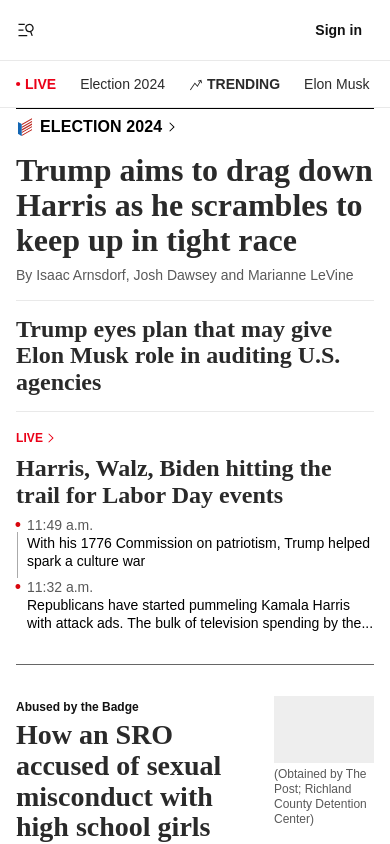 Sign in
LIVE Election 2024 TRENDING Elon Musk
ELECTION 2024
Trump aims to drag down
Harris as he scrambles to
keep up in tight race
By Isaac Arnsdorf, Josh Dawsey and Marianne LeVine
Trump eyes plan that may give
Elon Musk role in auditing U.S.
agencies
LIVE
Harris, Walz, Biden hitting the
trail for Labor Day events
11:49 a.m.
With his 1776 Commission on patriotism, Trump helped
spark a culture war
11:32 a.m.
Republicans have started pummeling Kamala Harris
with attack ads. The bulk of television spending by the...
Abused by the Badge
How an SRO
accused of sexual
misconduct with
high school girls
(Obtained by The
Post; Richland
County Detention
Center)